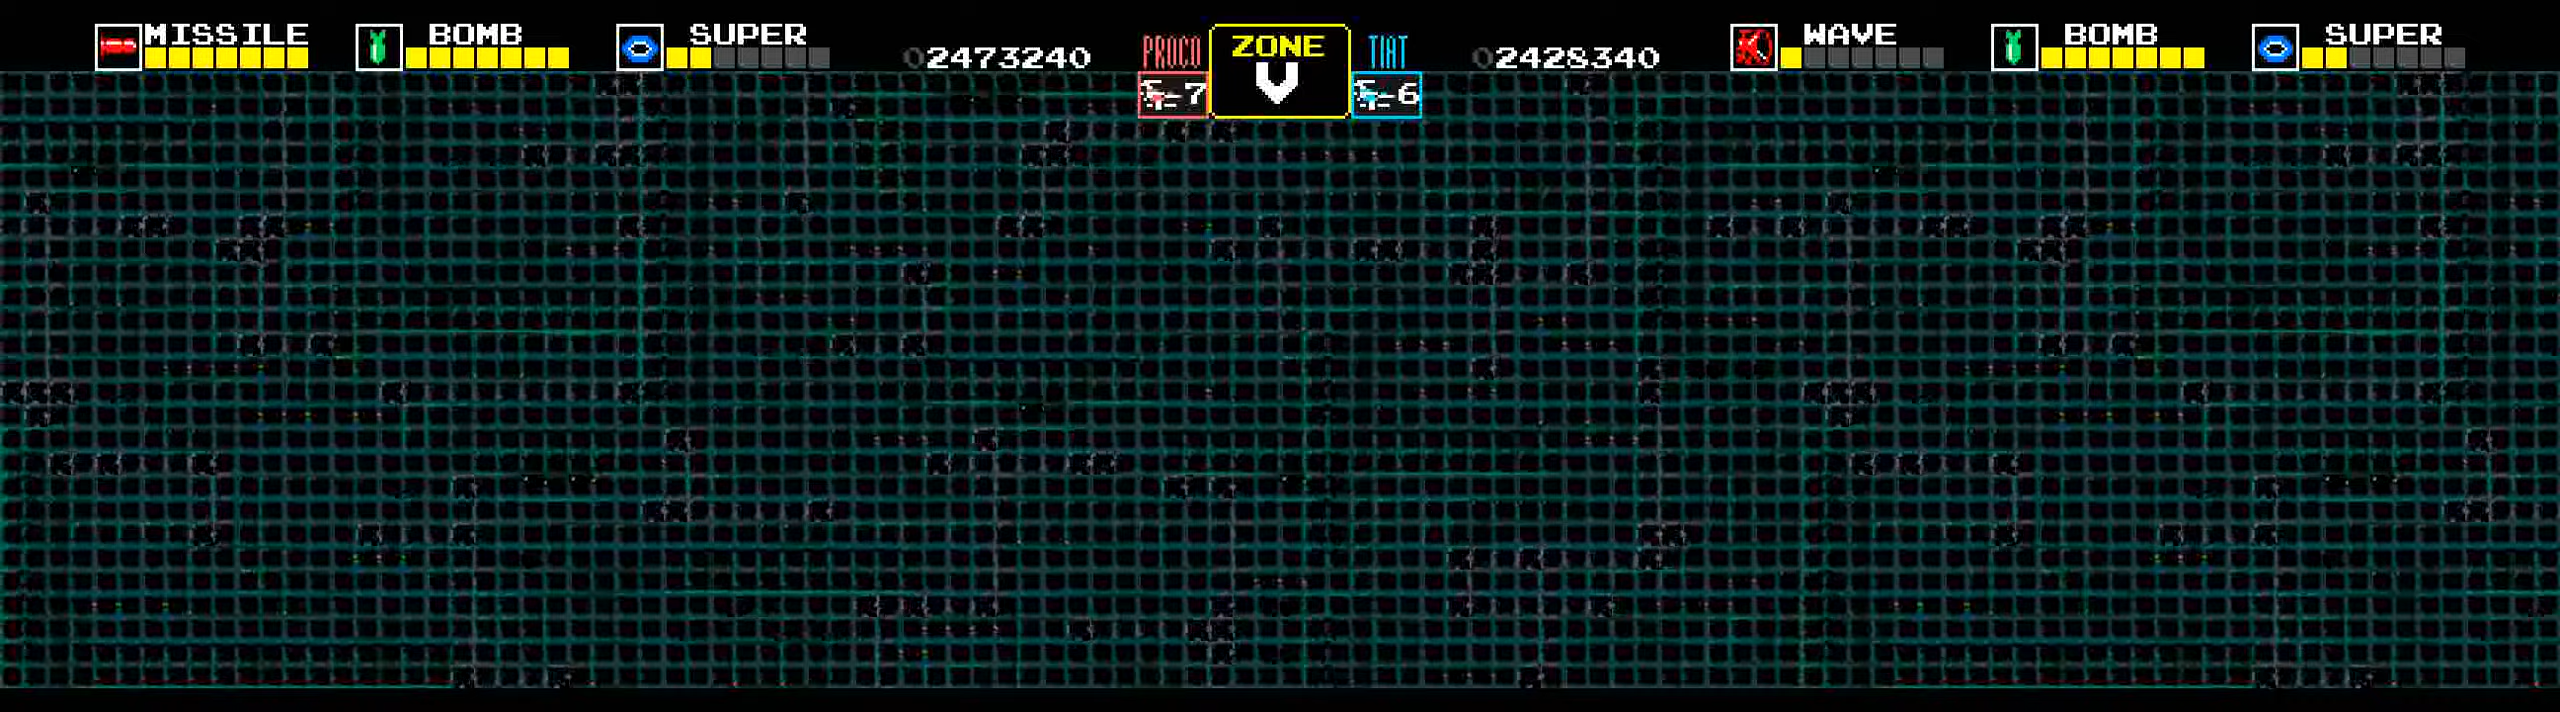 MISSILE BOMB SUPER 02473240 PROCO ZONE TIAT 02428340 WAVE BOMB SUPER
7 V 6